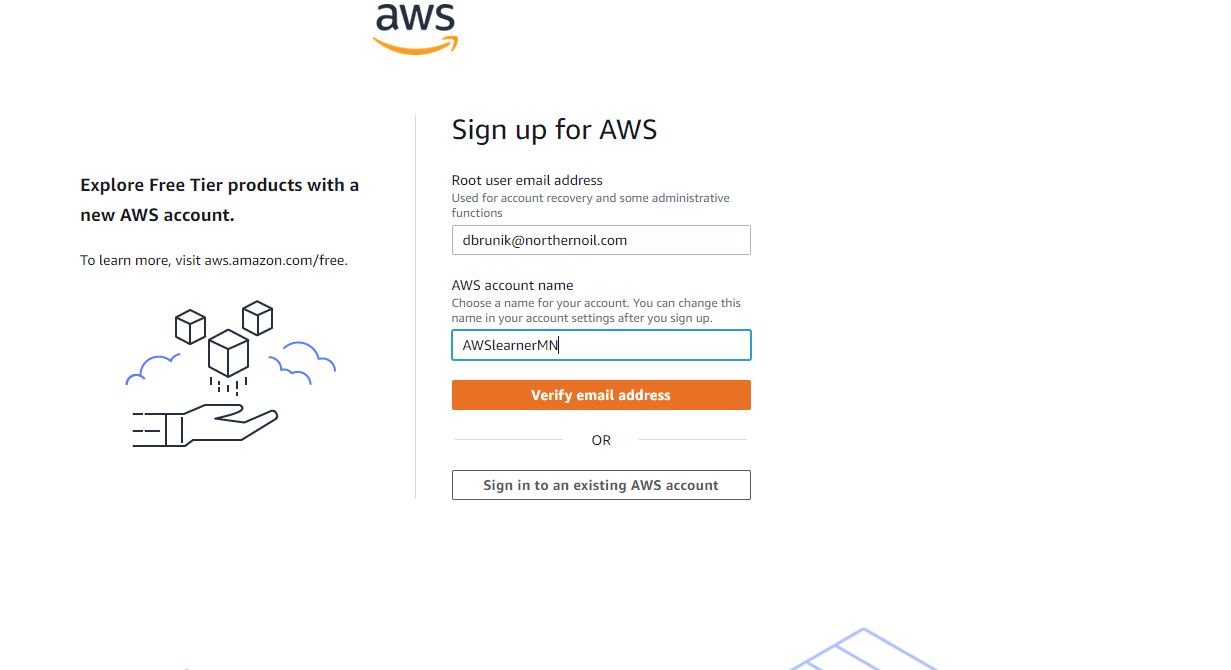 aws
Explore Free Tier products with a
new AWS account.
To learn more, visit aws.amazon.com/free.
Sign up for AWS
Root user email address
Used for account recovery and some administrative
functions
dbrunik@northernoil.com
AWS account name
Choose a name for your account. You can change this
name in your account settings after you sign up.
AWSlearnerMN
Verify email address
OR
Sign in to an existing AWS account